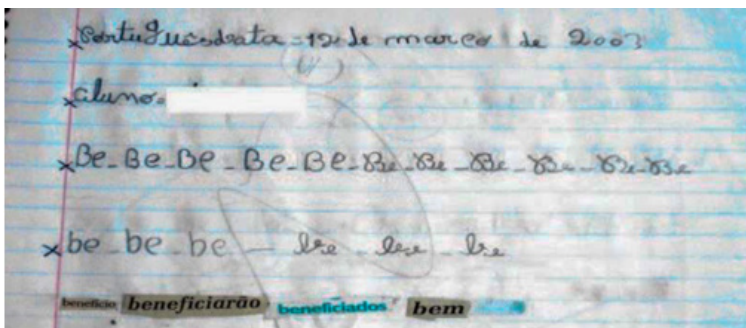 Português data = 12 de março de 2003
aluno.
Be - Be - Be - Be - Be - Be - Be - Be - Be - Be - Be
be - be - be - be - be - be
benefício beneficiarão beneficiados bem